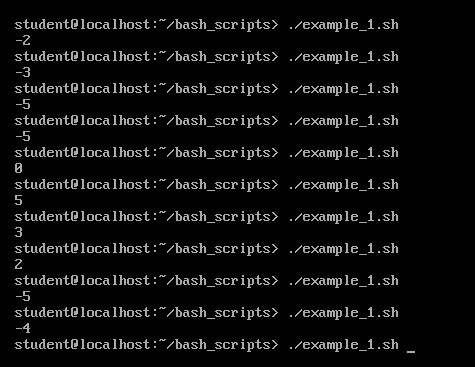 student@localhost:~/bash_scripts> ./example_1.sh
-2
student@localhost:~/bash_scripts> ./example_1.sh
-3
student@localhost:~/bash_scripts> ./example_1.sh
-5
student@localhost:~/bash_scripts> ./example_1.sh
-5
student@localhost:~/bash_scripts> ./example_1.sh
0
student@localhost:~/bash_scripts> ./example_1.sh
5
student@localhost:~/bash_scripts> ./example_1.sh
3
student@localhost:~/bash_scripts> ./example_1.sh
2
student@localhost:~/bash_scripts> ./example_1.sh
-5
student@localhost:~/bash_scripts> ./example_1.sh
-4
student@localhost:~/bash_scripts> ./example_1.sh _